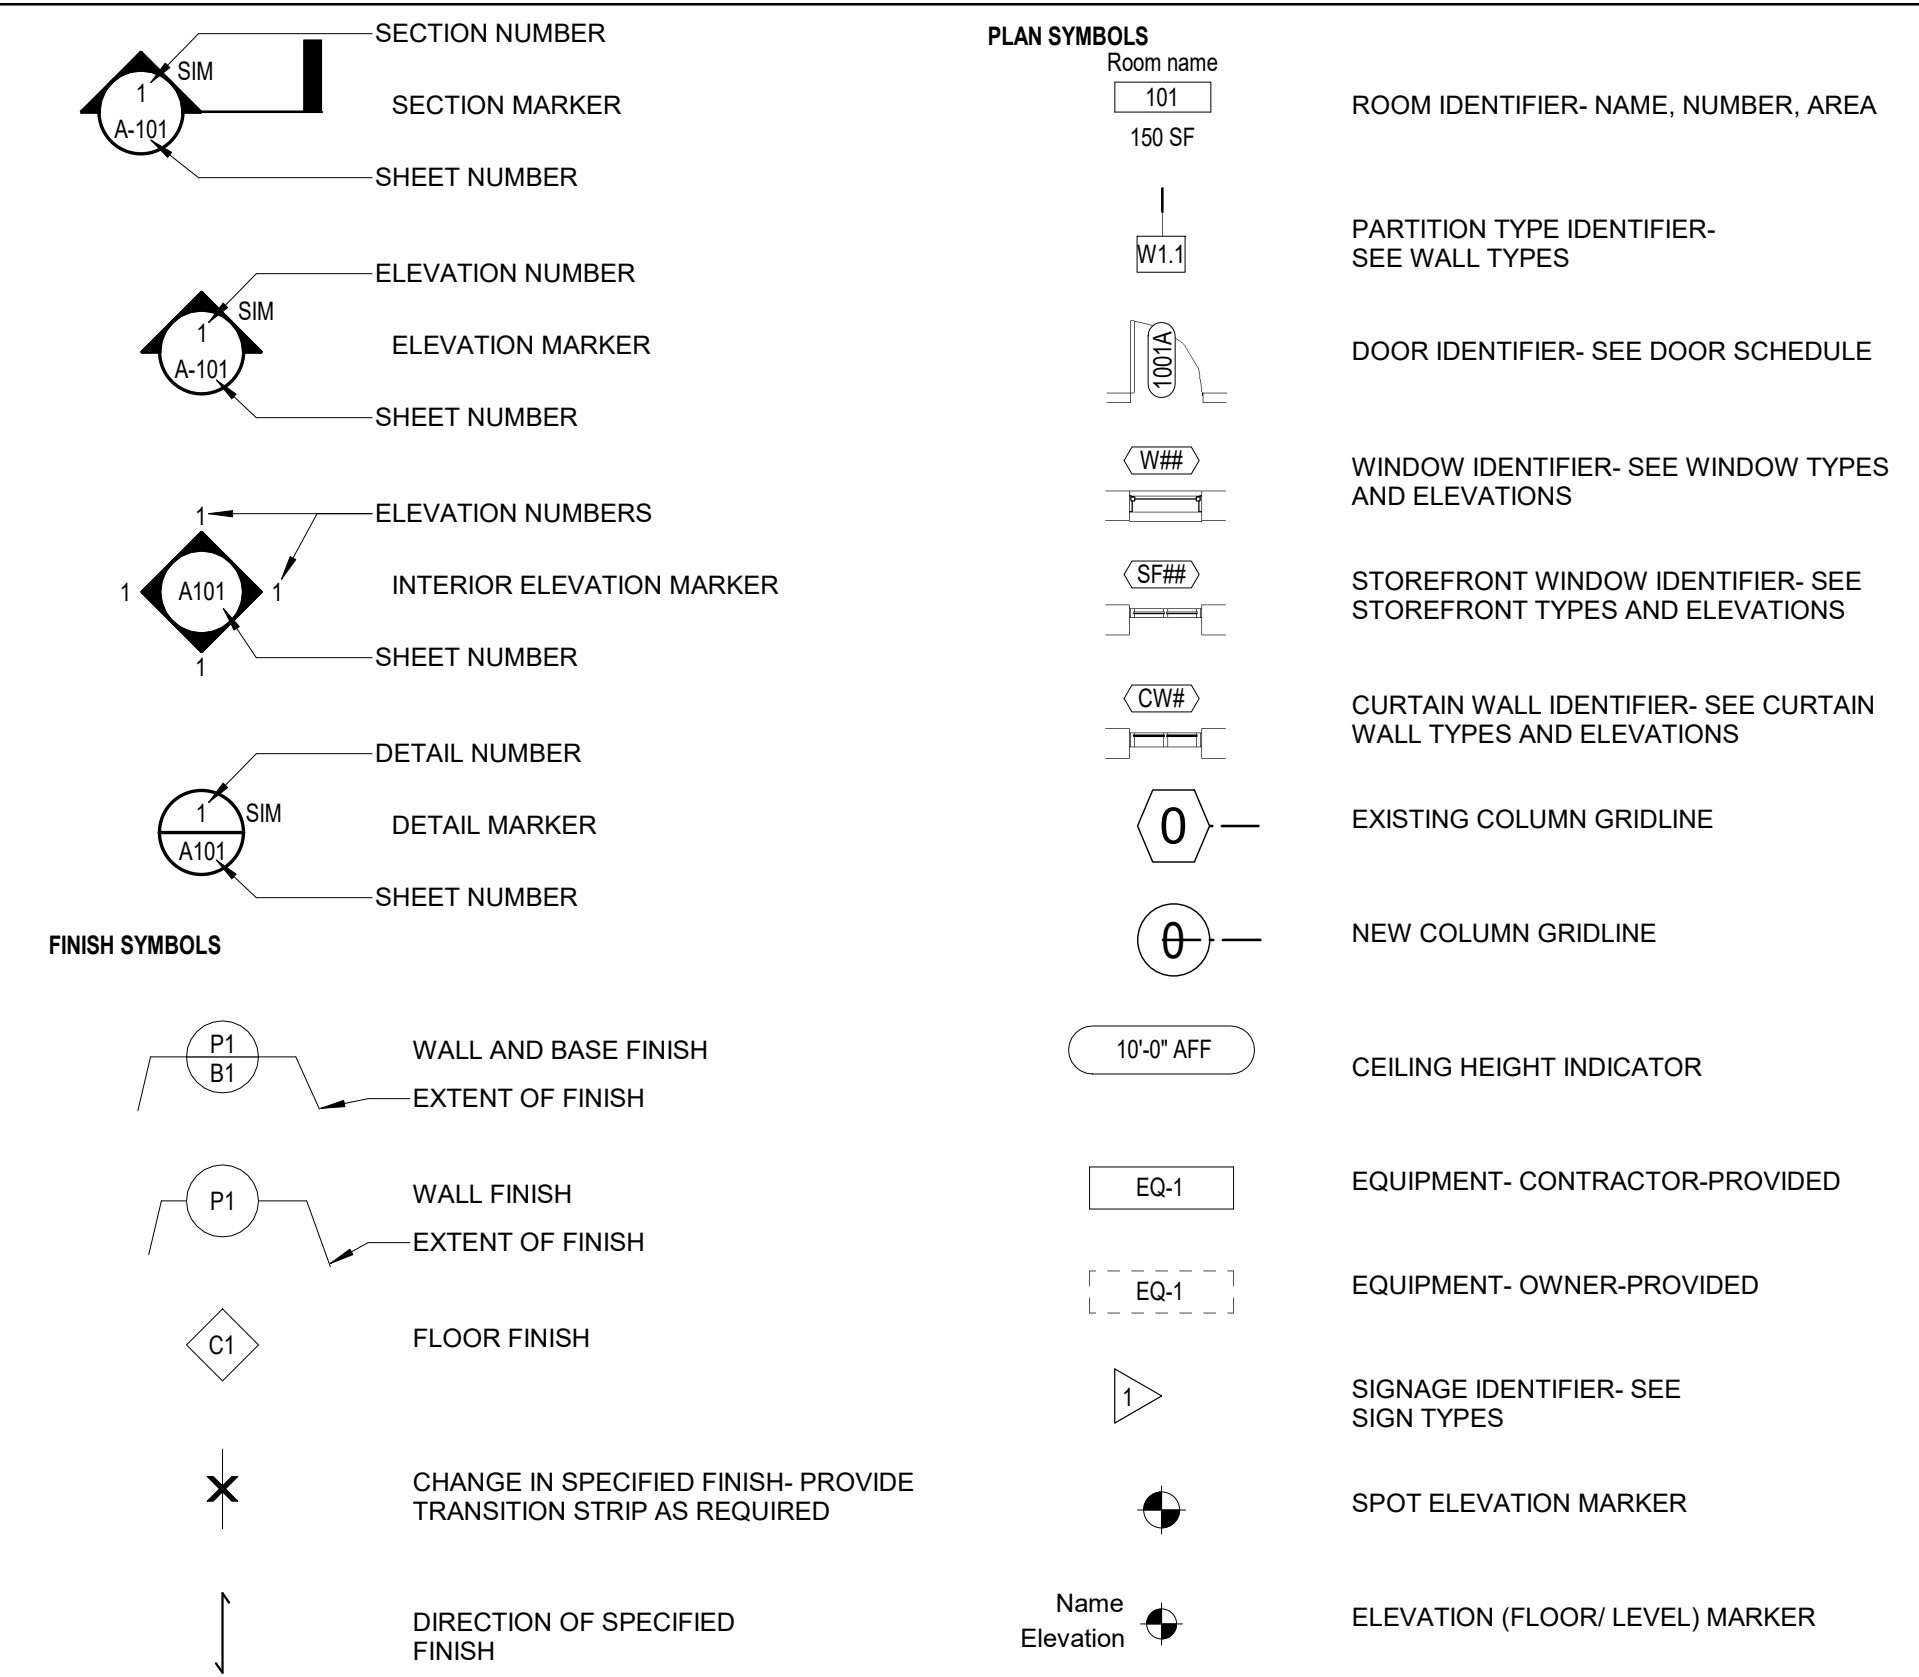 SECTION NUMBER
SIM
1
SECTION MARKER
A-101
SHEET NUMBER
ELEVATION NUMBER
SIM
1
ELEVATION MARKER
A-101
SHEET NUMBER
1
ELEVATION NUMBERS
1
A101
1
INTERIOR ELEVATION MARKER
SHEET NUMBER
1
DETAIL NUMBER
1
SIM
DETAIL MARKER
A101
SHEET NUMBER
FINISH SYMBOLS
P1
B1
WALL AND BASE FINISH
EXTENT OF FINISH
P1
WALL FINISH
EXTENT OF FINISH
C1
FLOOR FINISH
CHANGE IN SPECIFIED FINISH- PROVIDE
TRANSITION STRIP AS REQUIRED
DIRECTION OF SPECIFIED
FINISH
PLAN SYMBOLS
Room name
101
150 SF
ROOM IDENTIFIER- NAME, NUMBER, AREA
W1.1
PARTITION TYPE IDENTIFIER-
SEE WALL TYPES
1001A
DOOR IDENTIFIER- SEE DOOR SCHEDULE
W##
WINDOW IDENTIFIER- SEE WINDOW TYPES
AND ELEVATIONS
SF##
STOREFRONT WINDOW IDENTIFIER- SEE
STOREFRONT TYPES AND ELEVATIONS
CW#
CURTAIN WALL IDENTIFIER- SEE CURTAIN
WALL TYPES AND ELEVATIONS
0
EXISTING COLUMN GRIDLINE
0
NEW COLUMN GRIDLINE
10'-0" AFF
CEILING HEIGHT INDICATOR
EQ-1
EQUIPMENT- CONTRACTOR-PROVIDED
EQ-1
EQUIPMENT- OWNER-PROVIDED
1
SIGNAGE IDENTIFIER- SEE
SIGN TYPES
SPOT ELEVATION MARKER
Name
Elevation
ELEVATION (FLOOR/ LEVEL) MARKER